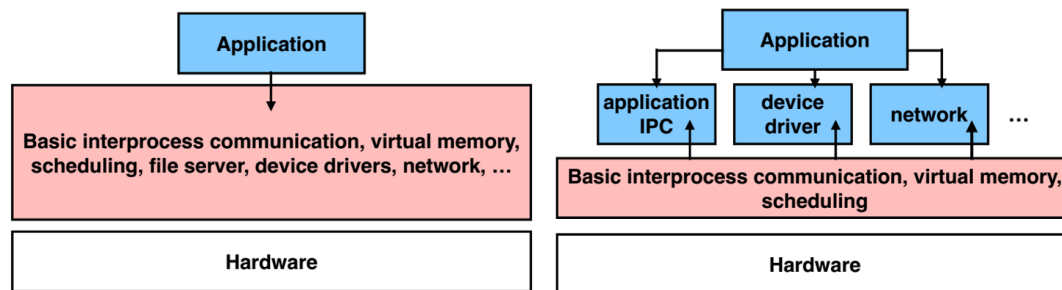 Application
Basic interprocess communication, virtual memory,
scheduling, file server, device drivers, network, …
Hardware
Application
application
IPC
device
driver
network
…
Basic interprocess communication, virtual memory,
scheduling
Hardware